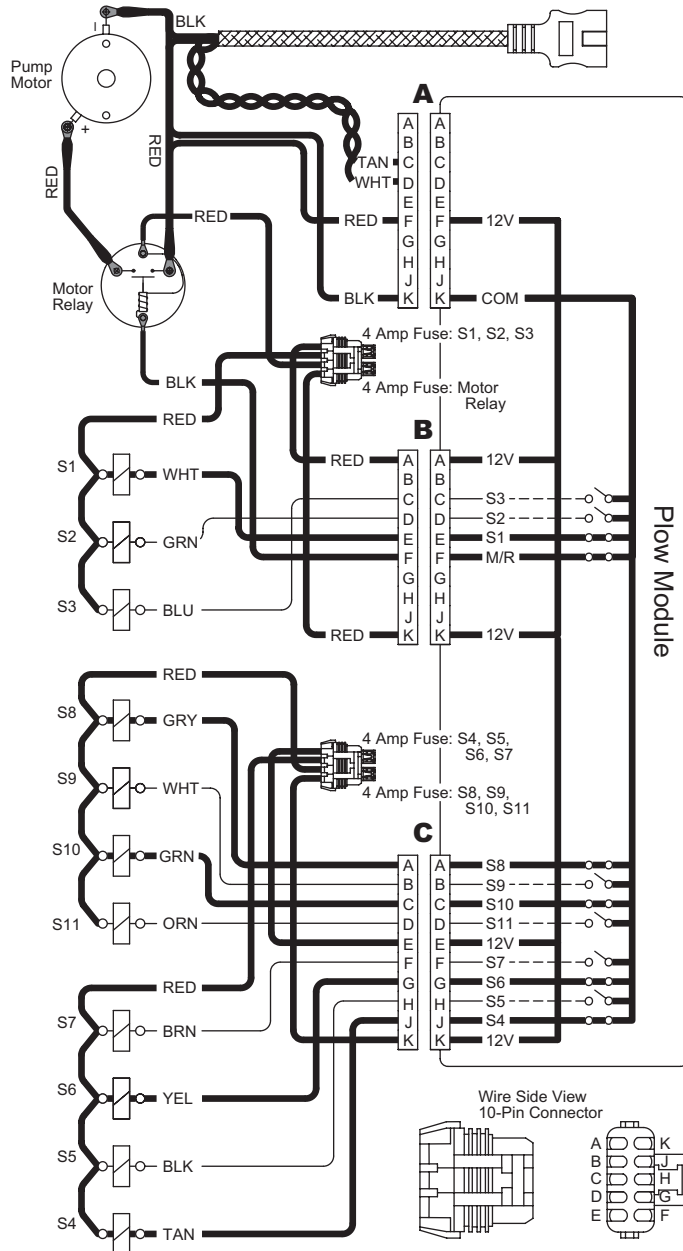 BLK
Pump
Motor
–
+
RED
RED
TAN
WHT
A
A A
B B
C C
D D
E E
F F
G G
H H
J J
K K
RED
12V
RED
Motor
Relay
BLK
COM
4 Amp Fuse: S1, S2, S3
BLK
4 Amp Fuse: Motor
Relay
RED
B
RED
A A
B B
C C
D D
E E
F F
G G
H H
J J
K K
12V
S1
WHT
S3
S2
S1
M/R
S2
GRN
S3
BLU
RED
12V
Plow Module
RED
S8
GRY
4 Amp Fuse: S4, S5,
S6, S7
S9
WHT
4 Amp Fuse: S8, S9,
S10, S11
C
S10
GRN
S11
ORN
A A
B B
C C
D D
E E
F F
G G
H H
J J
K K
S8
S9
S10
S11
12V
S7
S6
S5
S4
12V
RED
S7
BRN
S6
YEL
S5
BLK
S4
TAN
Wire Side View
10-Pin Connector
A K
B J
C H
D G
E F